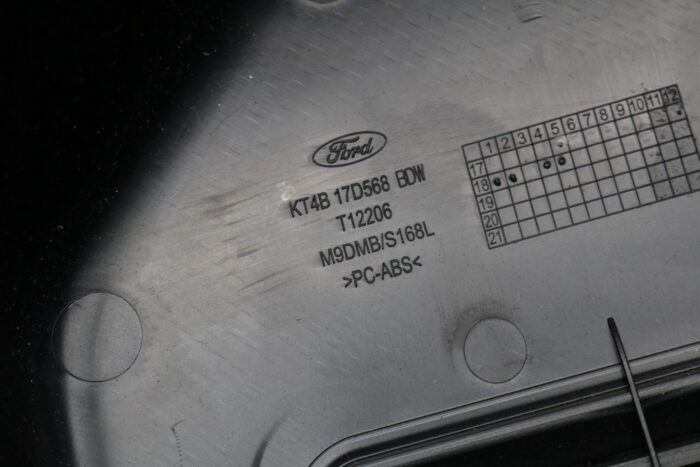 Ford
KT4B 17D568 BDW
T12206
M9DMB/S168L
>PC-ABS<
1 2 3 4 5 6 7 8 9 10 11 12
17
18
19
20
21